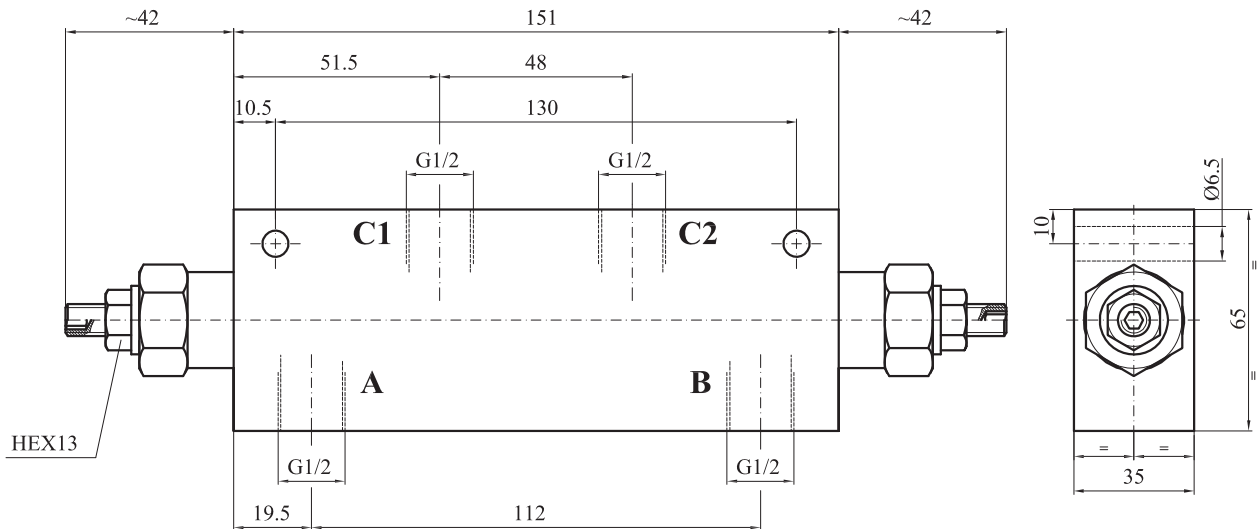 ~42 151 ~42
51.5 48
10.5 130
G1/2 G1/2
Ø6.5
10
C1 C2
=
65
A B
=
HEX13
= =
G1/2 G1/2
35
19.5 112